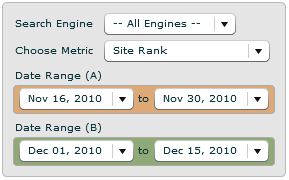 Search Engine -- All Engines --
Choose Metric Site Rank
Date Range (A)
Nov 16, 2010 to Nov 30, 2010
Date Range (B)
Dec 01, 2010 to Dec 15, 2010